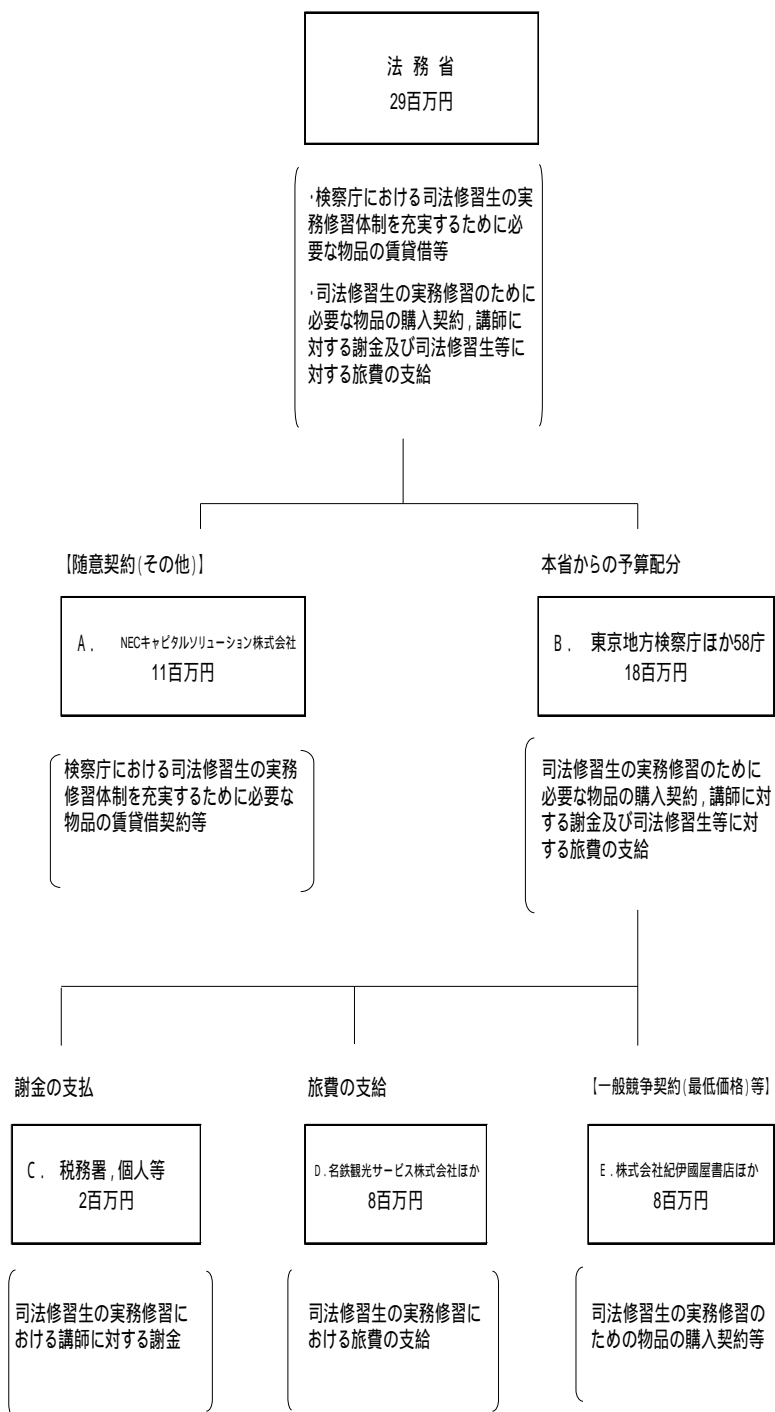 法 務 省
29百万円
･検察庁における司法修習生の実
務修習体制を充実するために必
要な物品の賃貸借等
･司法修習生の実務修習のために
必要な物品の購入契約,講師に
対する謝金及び司法修習生等に
対する旅費の支給
【随意契約(その他)】
本省からの予算配分
A. NECキャピタルソリューション株式会社
11百万円
B. 東京地方検察庁ほか58庁
18百万円
検察庁における司法修習生の実務
修習体制を充実するために必要な
物品の賃貸借契約等
司法修習生の実務修習のために
必要な物品の購入契約,講師に対
する謝金及び司法修習生等に対
する旅費の支給
謝金の支払
旅費の支給
【一般競争契約(最低価格)等】
C. 税務署,個人等
2百万円
D.名鉄観光サービス株式会社ほか
8百万円
E.株式会社紀伊國屋書店ほか
8百万円
司法修習生の実務修習に
おける講師に対する謝金
司法修習生の実務修習に
おける旅費の支給
司法修習生の実務修習の
ための物品の購入契約等